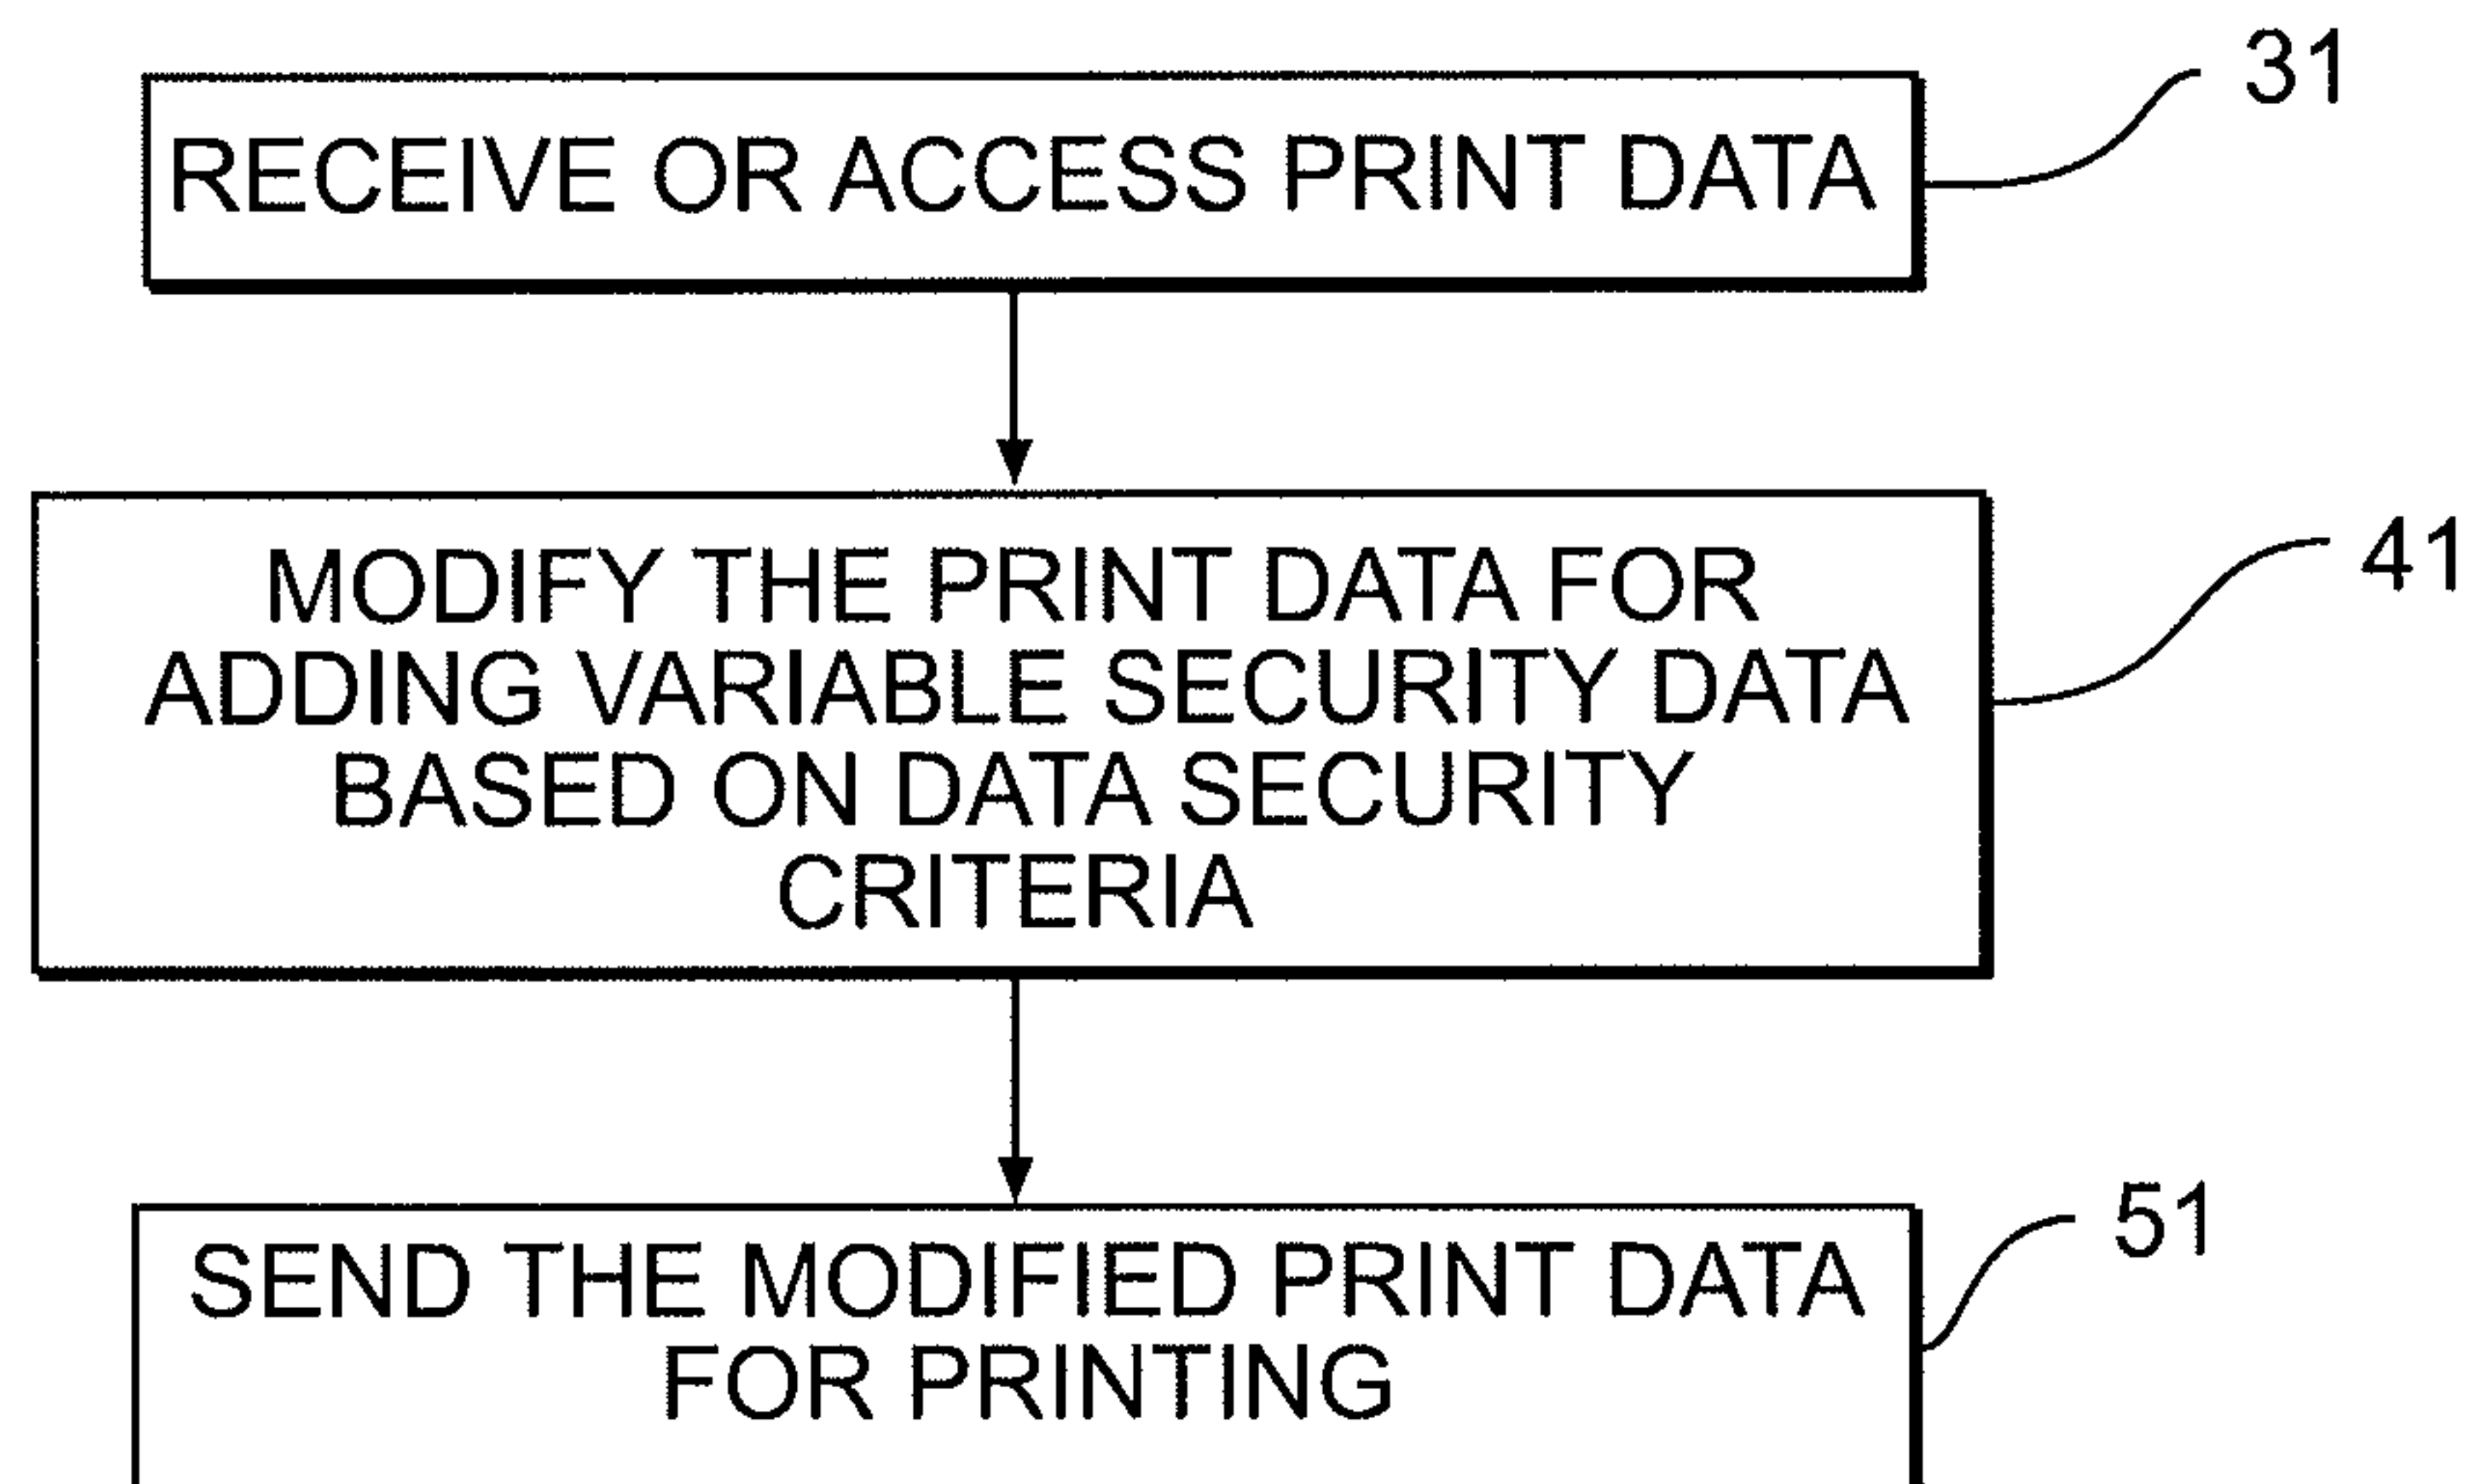 31
RECEIVE OR ACCESS PRINT DATA
41
MODIFY THE PRINT DATA FOR
ADDING VARIABLE SECURITY DATA
BASED ON DATA SECURITY
CRITERIA
51
SEND THE MODIFIED PRINT DATA
FOR PRINTING